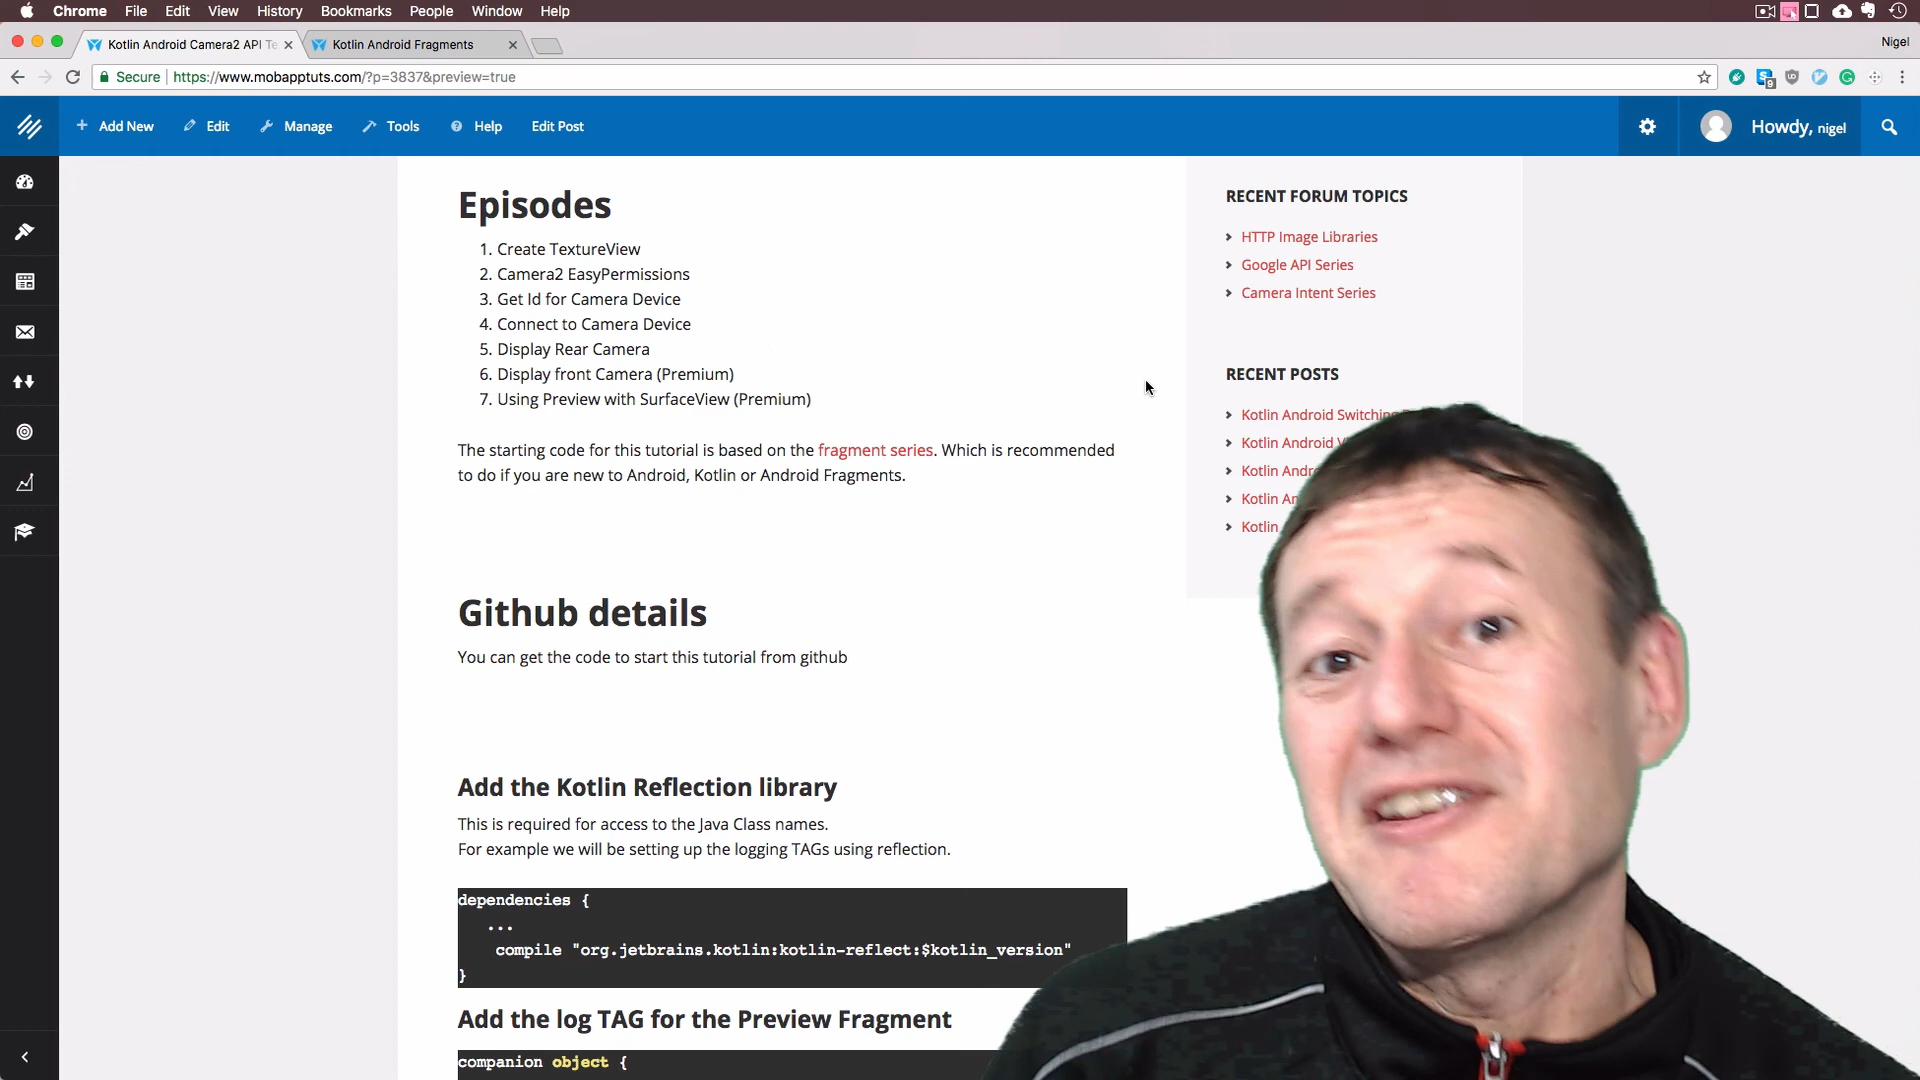 Chrome File Edit View History Bookmarks People Window Help
Kotlin Android Camera2 API Te
Kotlin Android Fragments
Nigel
Secure https://www.mobapptuts.com/?p=3837&preview=true
9
Add New Edit Manage Tools Help Edit Post
Howdy, nigel
Episodes
1. Create TextureView
2. Camera2 EasyPermissions
3. Get Id for Camera Device
4. Connect to Camera Device
5. Display Rear Camera
6. Display front Camera (Premium)
7. Using Preview with SurfaceView (Premium)
The starting code for this tutorial is based on the fragment series. Which is recommended
to do if you are new to Android, Kotlin or Android Fragments.
Github details
You can get the code to start this tutorial from github
Add the Kotlin Reflection library
This is required for access to the Java Class names.
For example we will be setting up the logging TAGs using reflection.
dependencies {
...
compile "org.jetbrains.kotlin:kotlin-reflect:$kotlin_version"
}
Add the log TAG for the Preview Fragment
companion object {
RECENT FORUM TOPICS
HTTP Image Libraries
Google API Series
Camera Intent Series
RECENT POSTS
Kotlin Android Switching
Kotlin Android V
Kotlin Andr
Kotlin An
Kotlin